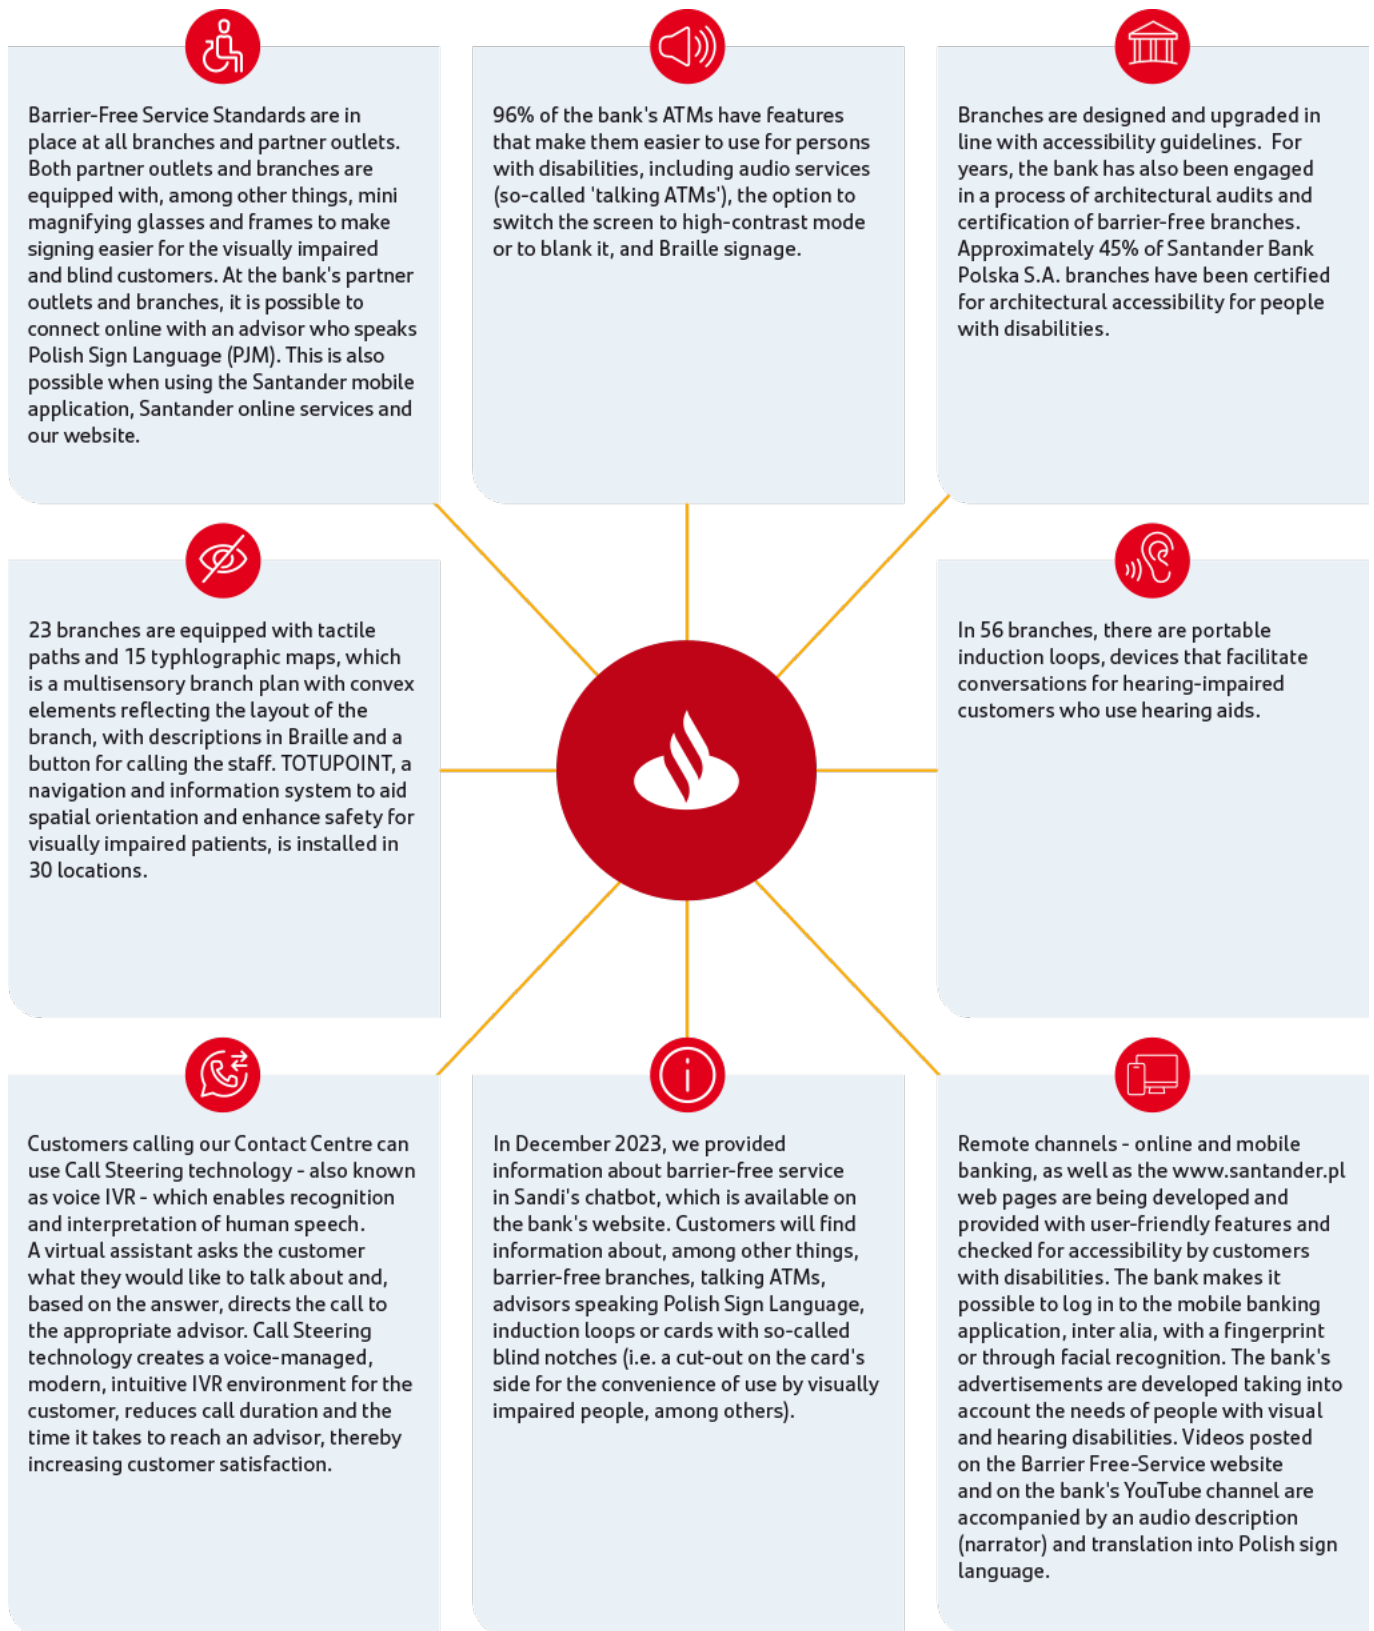 Barrier-Free Service Standards are in
place at all branches and partner outlets.
Both partner outlets and branches are
equipped with, among other things, mini
magnifying glasses and frames to make
signing easier for the visually impaired
and blind customers. At the bank's partner
outlets and branches, it is possible to
connect online with an advisor who speaks
Polish Sign Language (PJM). This is also
possible when using the Santander mobile
application, Santander online services and
our website.
96% of the bank's ATMs have features
that make them easier to use for persons
with disabilities, including audio services
(so-called 'talking ATMs'), the option to
switch the screen to high-contrast mode
or to blank it, and Braille signage.
Branches are designed and upgraded in
line with accessibility guidelines.  For
years, the bank has also been engaged
in a process of architectural audits and
certification of barrier-free branches.
Approximately 45% of Santander Bank
Polska S.A. branches have been certified
for architectural accessibility for people
with disabilities.
23 branches are equipped with tactile
paths and 15 typhlographic maps, which
is a multisensory branch plan with convex
elements reflecting the layout of the
branch, with descriptions in Braille and a
button for calling the staff. TOTUPOINT, a
navigation and information system to aid
spatial orientation and enhance safety for
visually impaired patients, is installed in
30 locations.
In 56 branches, there are portable
induction loops, devices that facilitate
conversations for hearing-impaired
customers who use hearing aids.
Customers calling our Contact Centre can
use Call Steering technology - also known
as voice IVR - which enables recognition
and interpretation of human speech.
A virtual assistant asks the customer
what they would like to talk about and,
based on the answer, directs the call to
the appropriate advisor. Call Steering
technology creates a voice-managed,
modern, intuitive IVR environment for the
customer, reduces call duration and the
time it takes to reach an advisor, thereby
increasing customer satisfaction.
In December 2023, we provided
information about barrier-free service
in Sandi's chatbot, which is available on
the bank's website. Customers will find
information about, among other things,
barrier-free branches, talking ATMs,
advisors speaking Polish Sign Language,
induction loops or cards with so-called
blind notches (i.e. a cut-out on the card's
side for the convenience of use by visually
impaired people, among others).
Remote channels - online and mobile
banking, as well as the www.santander.pl
web pages are being developed and
provided with user-friendly features and
checked for accessibility by customers
with disabilities. The bank makes it
possible to log in to the mobile banking
application, inter alia, with a fingerprint
or through facial recognition. The bank's
advertisements are developed taking into
account the needs of people with visual
and hearing disabilities. Videos posted
on the Barrier Free-Service website
and on the bank's YouTube channel are
accompanied by an audio description
(narrator) and translation into Polish sign
language.